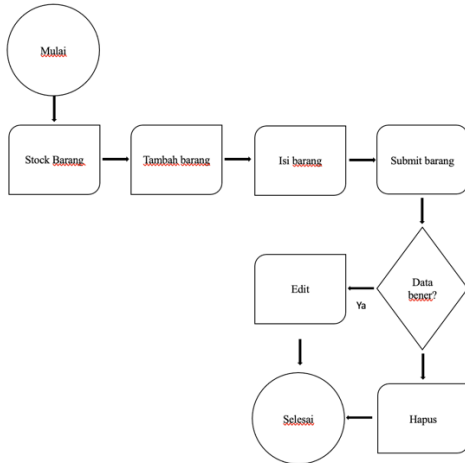 Mulai
Stock Barang
Tambah barang
Isi barang
Submit barang
Data
bener?
Edit
Ya
Selesai
Hapus